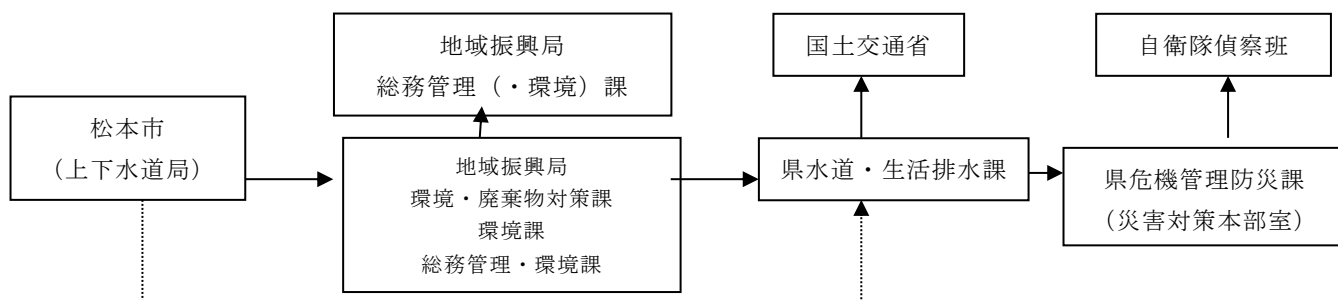 松本市
（上下水道局）
地域振興局
総務管理（・環境）課
地域振興局
環境・廃棄物対策課
環境課
総務管理・環境課
国土交通省
県水道・生活排水課
自衛隊偵察班
県危機管理防災課
（災害対策本部室）